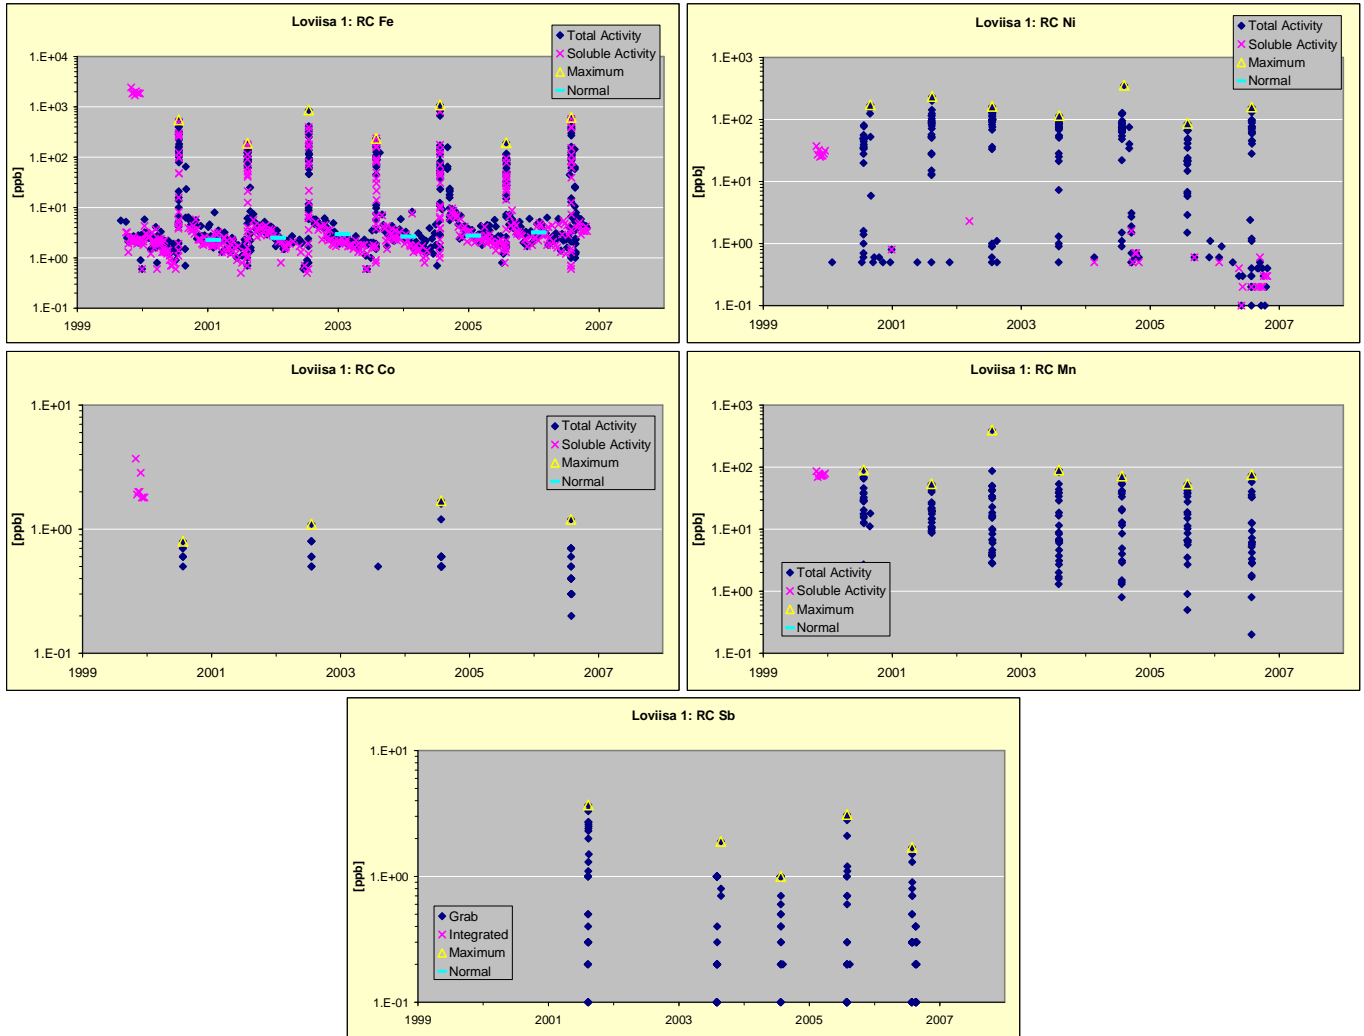 Loviisa 1: RC Fe
Total Activity
Soluble Activity
Maximum
Normal
[ppb]
1.E+04
1.E+03
1.E+02
1.E+01
1.E+00
1.E-01
1999 2001 2003 2005 2007
Loviisa 1: RC Ni
Total Activity
Soluble Activity
Maximum
Normal
[ppb]
1.E+03
1.E+02
1.E+01
1.E+00
1.E-01
1999 2001 2003 2005 2007
Loviisa 1: RC Co
Total Activity
Soluble Activity
Maximum
Normal
[ppb]
1.E+01
1.E+00
1.E-01
1999 2001 2003 2005 2007
Loviisa 1: RC Mn
Total Activity
Soluble Activity
Maximum
Normal
[ppb]
1.E+03
1.E+02
1.E+01
1.E+00
1.E-01
1999 2001 2003 2005 2007
Loviisa 1: RC Sb
Grab
Integrated
Maximum
Normal
[ppb]
1.E+01
1.E+00
1.E-01
1999 2001 2003 2005 2007